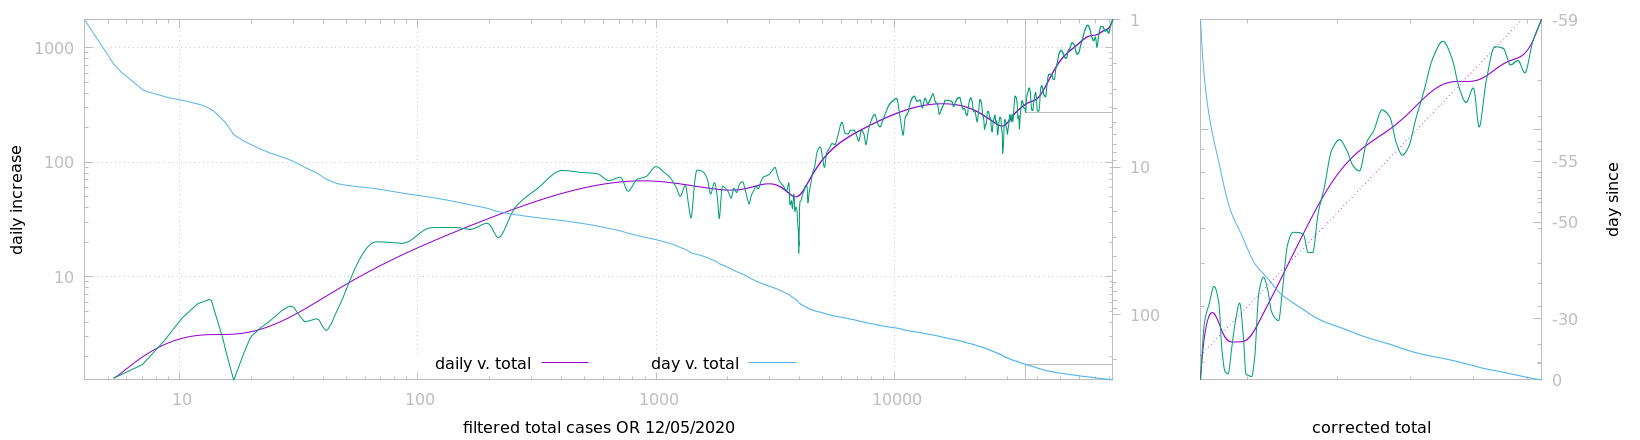 1000
100
10
daily increase
10
100
1000
10000
filtered total cases OR 12/05/2020
daily v. total
day v. total
1
10
100
-59
-55
-50
-30
0
day since
corrected total